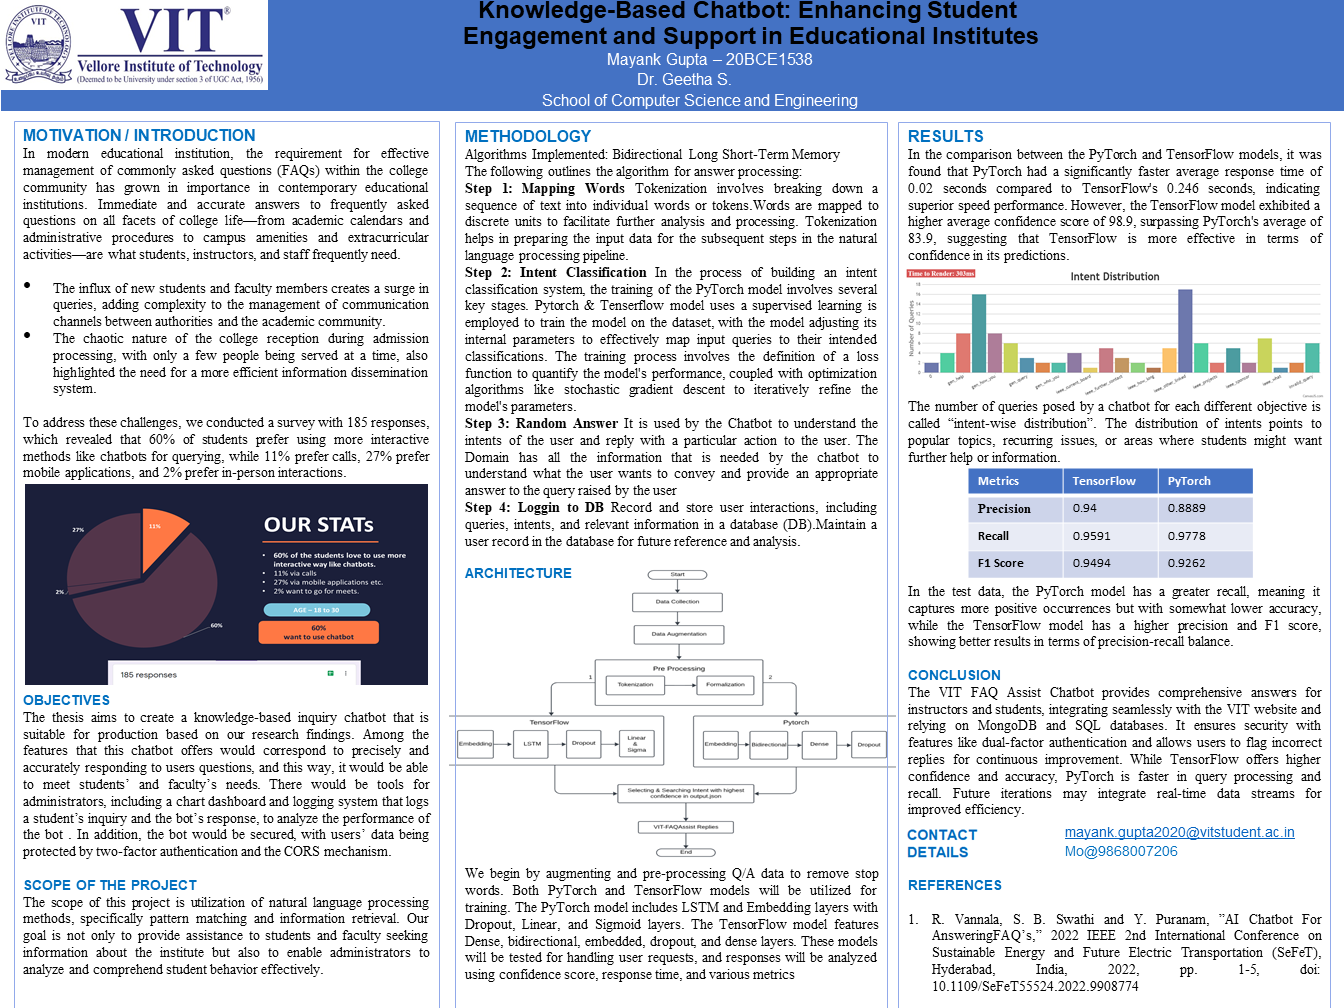 VIT
VIT®
Vellore Institute of Technology
(Deemed to be University under section 3 of UGC Act, 1956)
Knowledge-Based Chatbot: Enhancing Student
Engagement and Support in Educational Institutes
Mayank Gupta – 20BCE1538
Dr. Geetha S.
School of Computer Science and Engineering
MOTIVATION / INTRODUCTION
In modern educational institution, the requirement for effective
management of commonly asked questions (FAQs) within the college
community has grown in importance in contemporary educational
institutions. Immediate and accurate answers to frequently asked
questions on all facets of college life—from academic calendars and
administrative procedures to campus amenities and extracurricular
activities—are what students, instructors, and staff frequently need.
• The influx of new students and faculty members creates a surge in
queries, adding complexity to the management of communication
channels between authorities and the academic community.
• The chaotic nature of the college reception during admission
processing, with only a few people being served at a time, also
highlighted the need for a more efficient information dissemination
system.
To address these challenges, we conducted a survey with 185 responses,
which revealed that 60% of students prefer using more interactive
methods like chatbots for querying, while 11% prefer calls, 27% prefer
mobile applications, and 2% prefer in-person interactions.
27%
11%
2%
60%
OUR STATs
• 60% of the students love to use more
interactive way like chatbots.
• 11% via calls
• 27% via mobile applications etc.
• 2% want to go for meets.
AGE – 18 to 30
60%
want to use chatbot
185 responses
OBJECTIVES
The thesis aims to create a knowledge-based inquiry chatbot that is
suitable for production based on our research findings. Among the
features that this chatbot offers would correspond to precisely and
accurately responding to users questions, and this way, it would be able
to meet students’ and faculty’s needs. There would be tools for
administrators, including a chart dashboard and logging system that logs
a student’s inquiry and the bot’s response, to analyze the performance of
the bot . In addition, the bot would be secured, with users’ data being
protected by two-factor authentication and the CORS mechanism.
SCOPE OF THE PROJECT
The scope of this project is utilization of natural language processing
methods, specifically pattern matching and information retrieval. Our
goal is not only to provide assistance to students and faculty seeking
information about the institute but also to enable administrators to
analyze and comprehend student behavior effectively.
METHODOLOGY
Algorithms Implemented: Bidirectional Long Short-Term Memory
The following outlines the algorithm for answer processing:
Step 1: Mapping Words Tokenization involves breaking down a
sequence of text into individual words or tokens.Words are mapped to
discrete units to facilitate further analysis and processing. Tokenization
helps in preparing the input data for the subsequent steps in the natural
language processing pipeline.
Step 2: Intent Classification In the process of building an intent
classification system, the training of the PyTorch model involves several
key stages. Pytorch & Tenserflow model uses a supervised learning is
employed to train the model on the dataset, with the model adjusting its
internal parameters to effectively map input queries to their intended
classifications. The training process involves the definition of a loss
function to quantify the model's performance, coupled with optimization
algorithms like stochastic gradient descent to iteratively refine the
model's parameters.
Step 3: Random Answer It is used by the Chatbot to understand the
intents of the user and reply with a particular action to the user. The
Domain has all the information that is needed by the chatbot to
understand what the user wants to convey and provide an appropriate
answer to the query raised by the user
Step 4: Loggin to DB Record and store user interactions, including
queries, intents, and relevant information in a database (DB).Maintain a
user record in the database for future reference and analysis.
ARCHITECTURE
Start
Data Collection
Data Augmentation
Pre Processing
Tokenization
Formalization
1
2
TensorFlow
Embedding
LSTM
Dropout
Linear
&
Sigma
Pytorch
Embedding
Bidirectional
Dense
Dropout
Selecting & Searching Intent with highest
confidence in output.json
VIT-FAQAssist Replies
End
We begin by augmenting and pre-processing Q/A data to remove stop
words. Both PyTorch and TensorFlow models will be utilized for
training. The PyTorch model includes LSTM and Embedding layers with
Dropout, Linear, and Sigmoid layers. The TensorFlow model features
Dense, bidirectional, embedded, dropout, and dense layers. These models
will be tested for handling user requests, and responses will be analyzed
using confidence score, response time, and various metrics
RESULTS
In the comparison between the PyTorch and TensorFlow models, it was
found that PyTorch had a significantly faster average response time of
0.02 seconds compared to TensorFlow's 0.246 seconds, indicating
superior speed performance. However, the TensorFlow model exhibited a
higher average confidence score of 98.9, surpassing PyTorch's average of
83.9, suggesting that TensorFlow is more effective in terms of
confidence in its predictions.
Time to Render: 303ms
Intent Distribution
Number of Queries
The number of queries posed by a chatbot for each different objective is
called “intent-wise distribution”. The distribution of intents points to
popular topics, recurring issues, or areas where students might want
further help or information.
Metrics TensorFlow PyTorch
Precision 0.94 0.8889
Recall 0.9591 0.9778
F1 Score 0.9494 0.9262
In the test data, the PyTorch model has a greater recall, meaning it
captures more positive occurrences but with somewhat lower accuracy,
while the TensorFlow model has a higher precision and F1 score,
showing better results in terms of precision-recall balance.
CONCLUSION
The VIT FAQ Assist Chatbot provides comprehensive answers for
instructors and students, integrating seamlessly with the VIT website and
relying on MongoDB and SQL databases. It ensures security with
features like dual-factor authentication and allows users to flag incorrect
replies for continuous improvement. While TensorFlow offers higher
confidence and accuracy, PyTorch is faster in query processing and
recall. Future iterations may integrate real-time data streams for
improved efficiency.
CONTACT
DETAILS
mayank.gupta2020@vitstudent.ac.in
Mo@9868007206
REFERENCES
1. R. Vannala, S. B. Swathi and Y. Puranam, ”AI Chatbot For
AnsweringFAQ’s,” 2022 IEEE 2nd International Conference on
Sustainable Energy and Future Electric Transportation (SeFeT),
Hyderabad, India, 2022, pp. 1-5, doi:
10.1109/SeFeT55524.2022.9908774